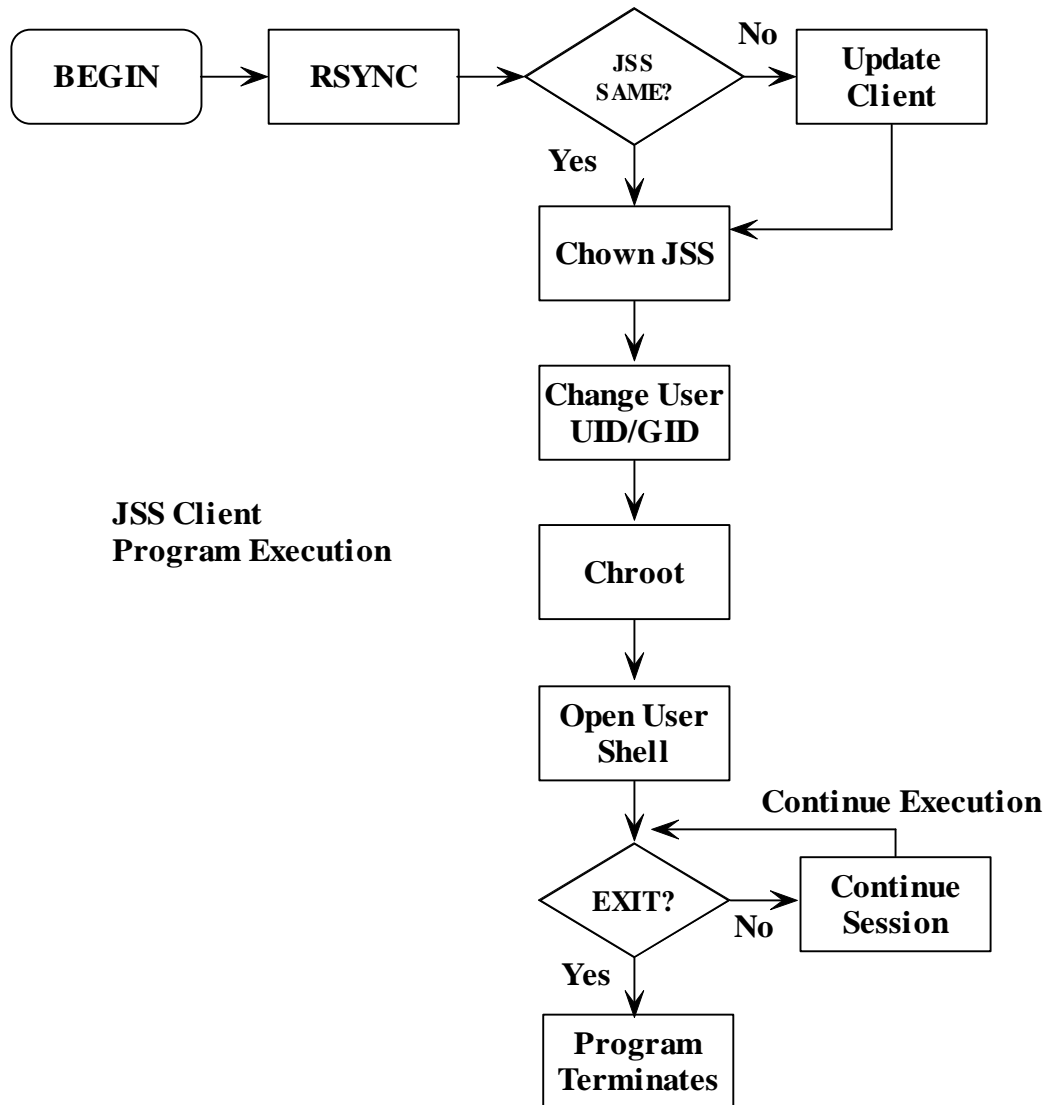 BEGIN
RSYNC
JSS
SAME?
No
Update
Client
Yes
Chown JSS
Change User
UID/GID
JSS Client
Program Execution
Chroot
Open User
Shell
Continue Execution
EXIT?
No
Continue
Session
Yes
Program
Terminates